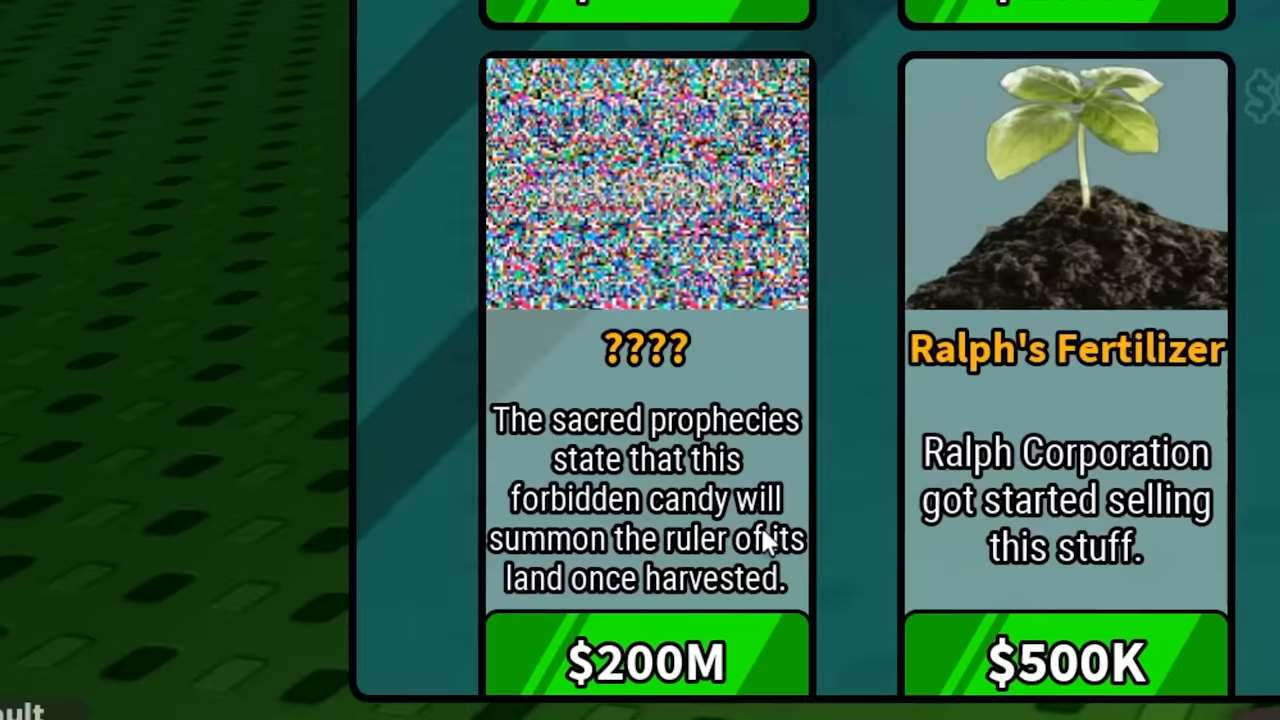 ????
The sacred prophecies
state that this
forbidden candy will
summon the ruler of its
land once harvested.
$200M
Ralph's Fertilizer
Ralph Corporation
got started selling
this stuff.
$500K